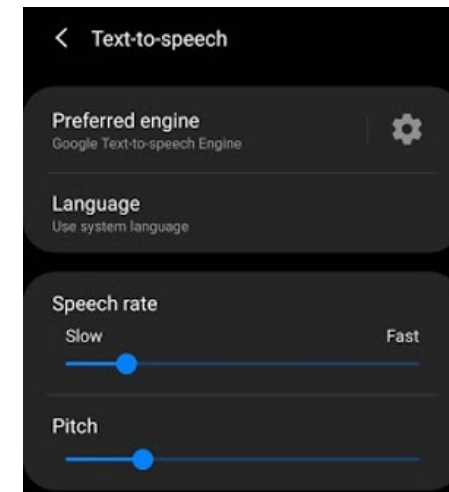 Text-to-speech
Preferred engine
Google Text-to-speech Engine
Language
Use system language
Speech rate
Slow Fast
Pitch